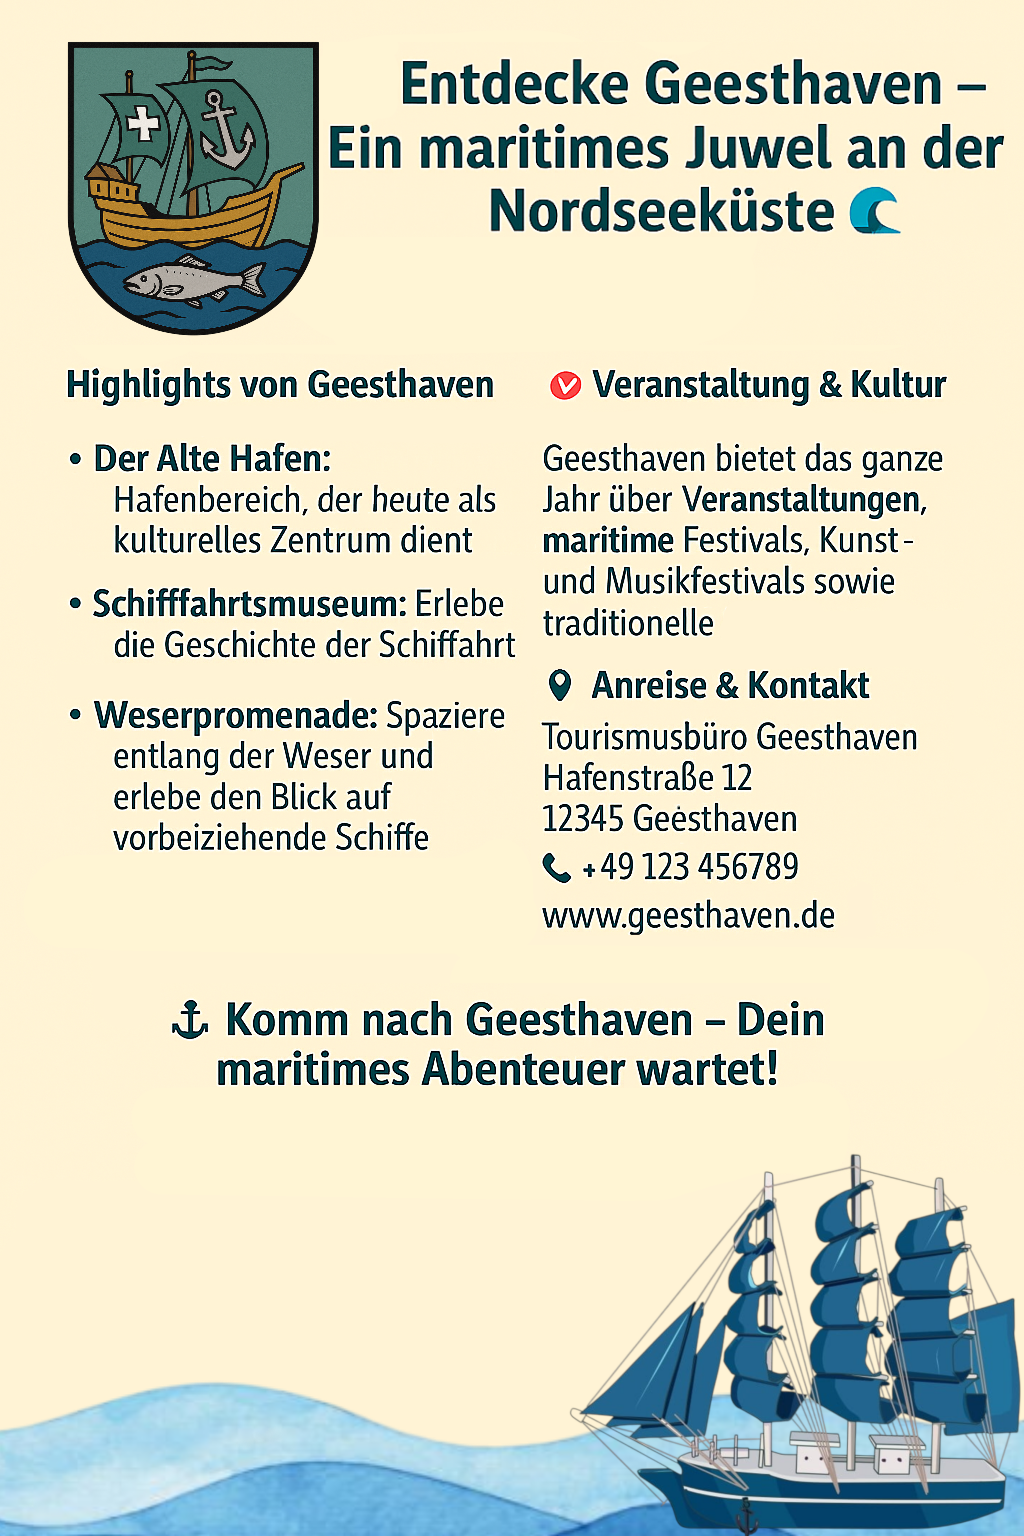 Entdecke Geesthaven –
Ein maritimes Juwel an der
Nordseeküste
Highlights von Geesthaven
• Der Alte Hafen:
Hafenbereich, der heute als
kulturelles Zentrum dient
• Schifffahrtsmuseum: Erlebe
die Geschichte der Schiffahrt
• Weserpromenade: Spaziere
entlang der Weser und
erlebe den Blick auf
vorbeiziehende Schiffe
Veranstaltung & Kultur
Geesthaven bietet das ganze
Jahr über Veranstaltungen,
maritime Festivals, Kunst-
und Musikfestivals sowie
traditionelle
Anreise & Kontakt
Tourismusbüro Geesthaven
Hafenstraße 12
12345 Geėsthaven
+49 123 456789
www.geesthaven.de
Komm nach Geesthaven – Dein
maritimes Abenteuer wartet!